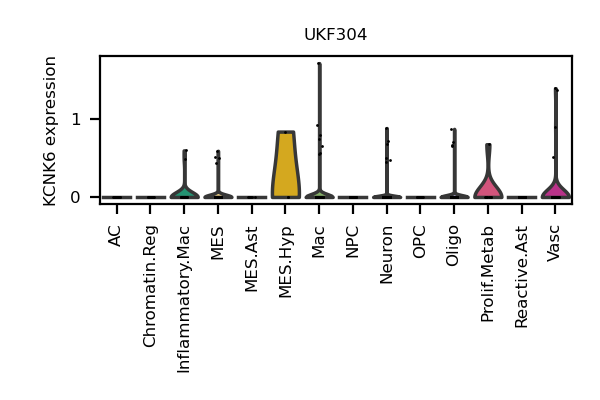 UKF304
KCNK6 expression
1
0
AC
Chromatin.Reg
Inflammatory.Mac
MES
MES.Ast
MES.Hyp
Mac
NPC
Neuron
OPC
Oligo
Prolif.Metab
Reactive.Ast
Vasc